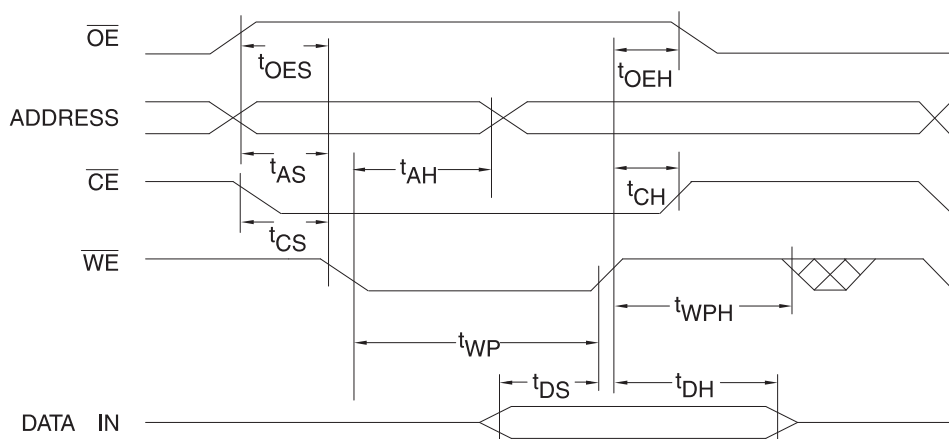 OE
tOES
tOEH
ADDRESS
tAS
tAH
CE
tCH
tCS
WE
tWPH
tWP
tDS
tDH
DATA IN